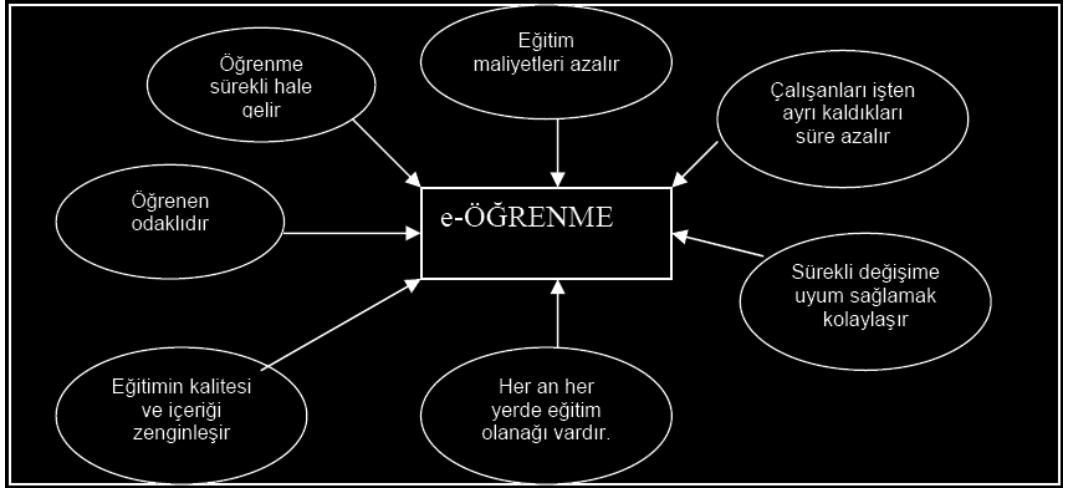 Öğrenme
sürekli hale
gelir
Eğitim
maliyetleri azalır
Çalışanları işten
ayrı kaldıkları
süre azalır
Öğrenen
odaklıdır
e-ÖĞRENME
Sürekli değişime
uyum sağlamak
kolaylaşır
Eğitimin kalitesi
ve içeriği
zenginleşir
Her an her
yerde eğitim
olanağı vardır.